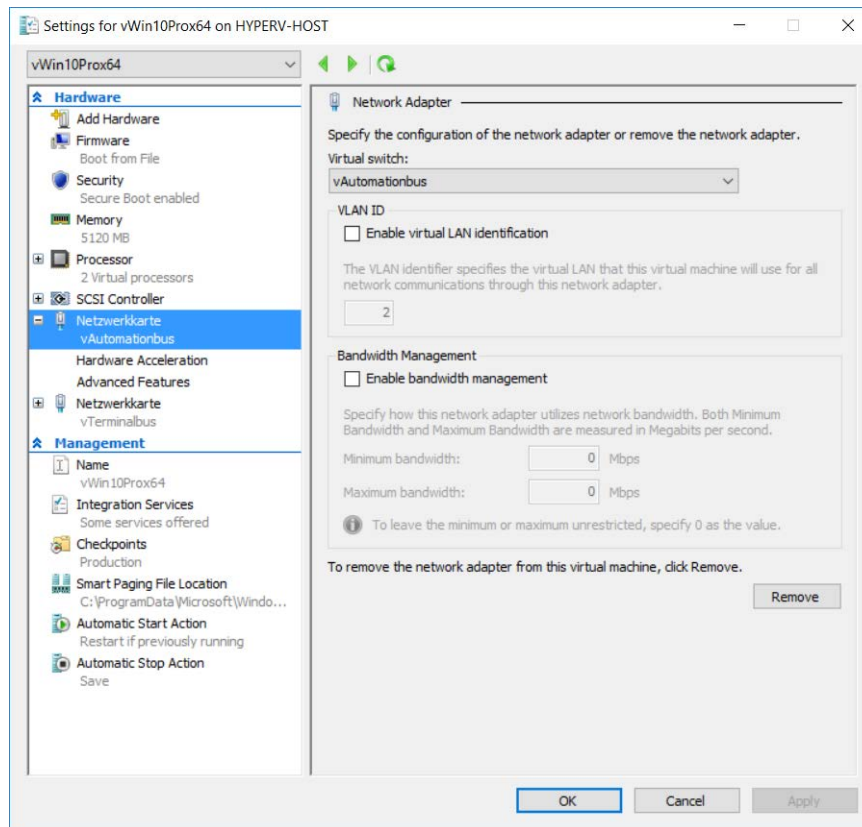 Settings for vWin10Prox64 on HYPERV-HOST
vWin10Prox64
Hardware
Add Hardware
Firmware
Boot from File
Security
Secure Boot enabled
Memory
5120 MB
Processor
2 Virtual processors
SCSI Controller
Netzwerkkarte
vAutomationbus
Hardware Acceleration
Advanced Features
Netzwerkkarte
vTerminalbus
Management
Name
vWin10Prox64
Integration Services
Some services offered
Checkpoints
Production
Smart Paging File Location
C:\ProgramData\Microsoft\Windo...
Automatic Start Action
Restart if previously running
Automatic Stop Action
Save
Network Adapter
Specify the configuration of the network adapter or remove the network adapter.
Virtual switch:
vAutomationbus
VLAN ID
Enable virtual LAN identification
The VLAN identifier specifies the virtual LAN that this virtual machine will use for all
network communications through this network adapter.
2
Bandwidth Management
Enable bandwidth management
Specify how this network adapter utilizes network bandwidth. Both Minimum
Bandwidth and Maximum Bandwidth are measured in Megabits per second.
Minimum bandwidth: 0 Mbps
Maximum bandwidth: 0 Mbps
To leave the minimum or maximum unrestricted, specify 0 as the value.
To remove the network adapter from this virtual machine, click Remove.
Remove
OK Cancel Apply